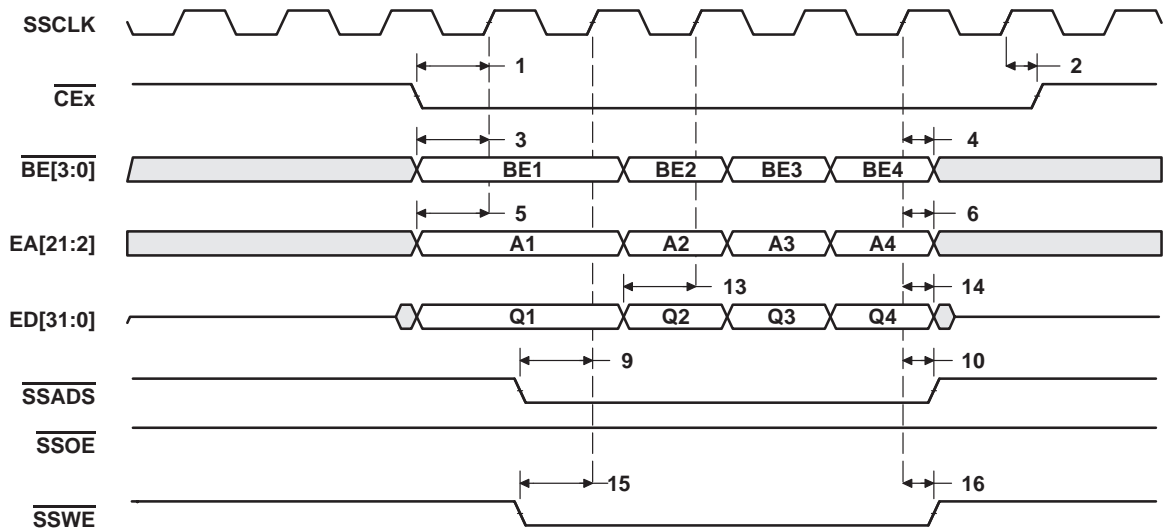 SSCLK
1 2
CEx
3 4
BE[3:0] BE1 BE2 BE3 BE4
5 6
EA[21:2] A1 A2 A3 A4
13 14
ED[31:0] Q1 Q2 Q3 Q4
9 10
SSADS
SSOE
15 16
SSWE